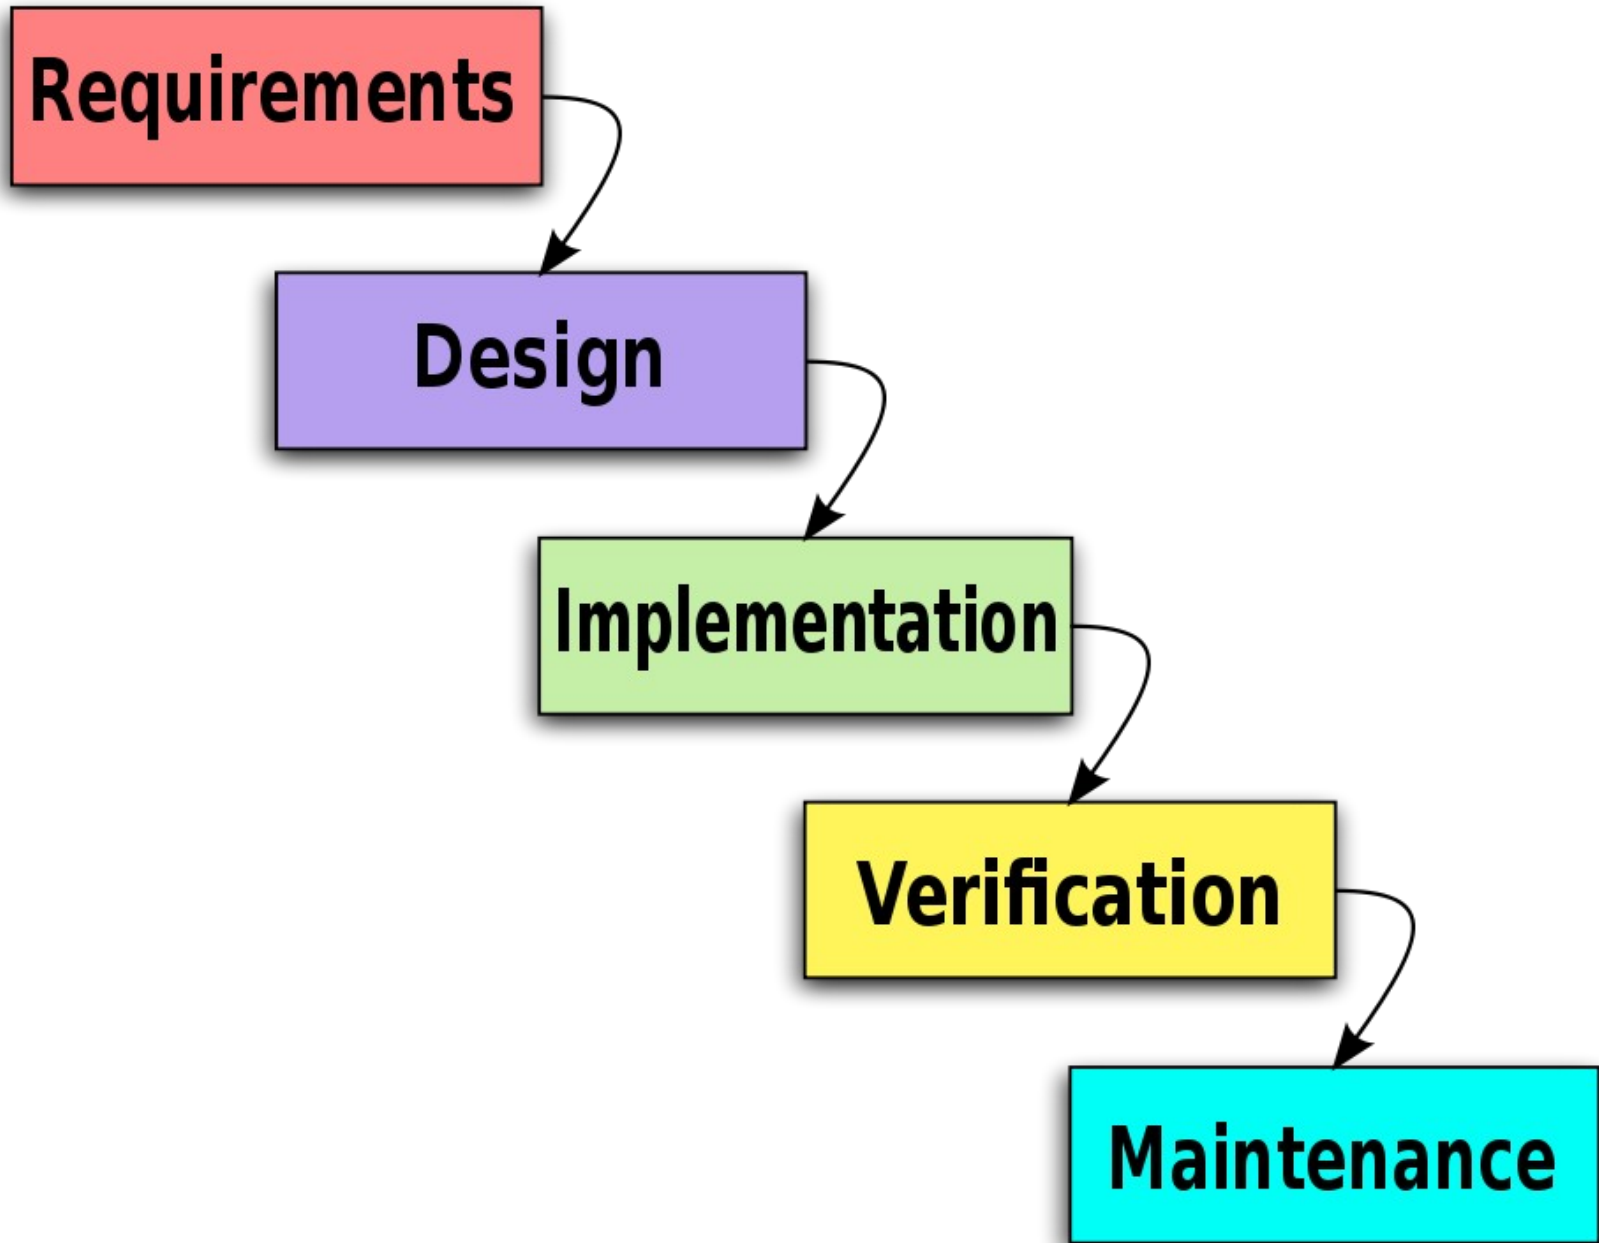 Requirements
Design
Implementation
Verification
Maintenance